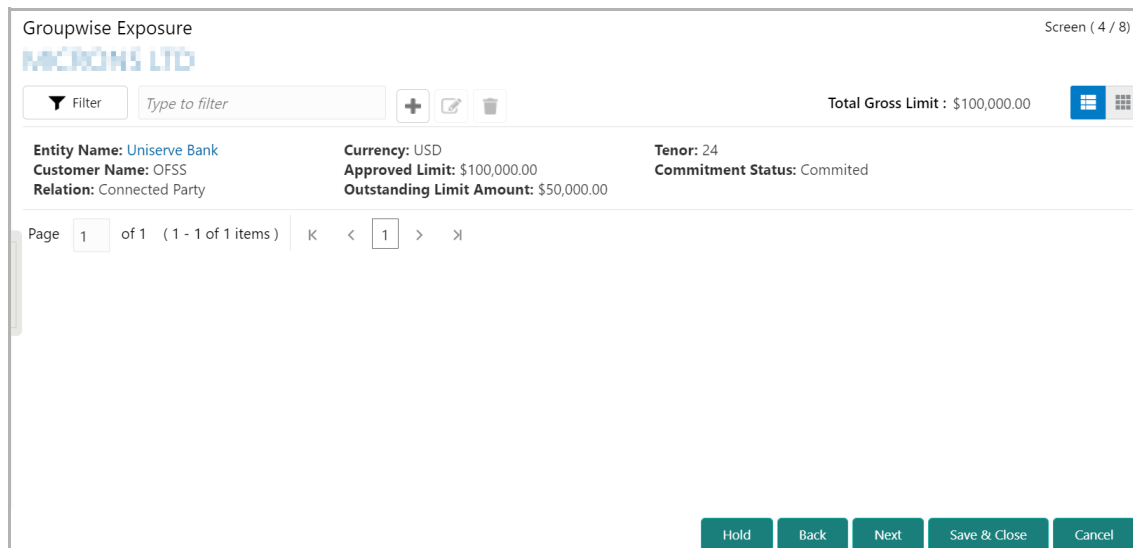 Groupwise Exposure Screen ( 4 / 8)
LTD
Filter Type to filter Total Gross Limit : $100,000.00
Entity Name: Uniserve Bank Currency: USD Tenor: 24
Customer Name: OFSS Approved Limit: $100,000.00 Commitment Status: Commited
Relation: Connected Party Outstanding Limit Amount: $50,000.00
Page 1 of 1 ( 1 - 1 of 1 items ) K < 1 > >|
Hold Back Next Save & Close Cancel